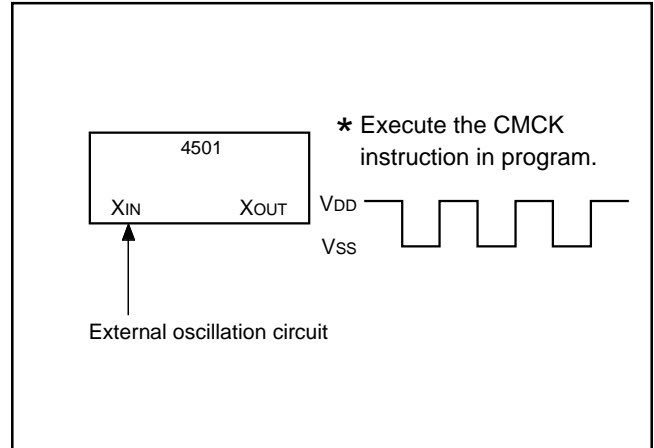 4501
XIN XOUT
* Execute the CMCK
instruction in program.
VDD
VSS
External oscillation circuit